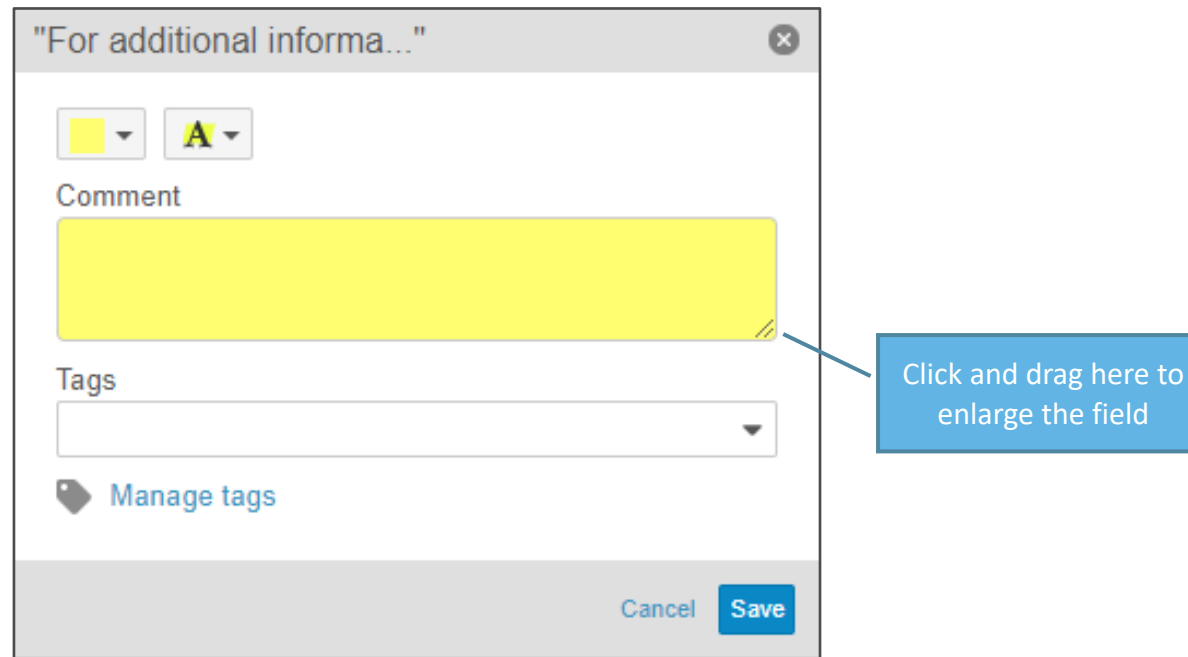 "For additional informa..."
A
Comment
Tags
Manage tags
Click and drag here to
enlarge the field
Cancel Save